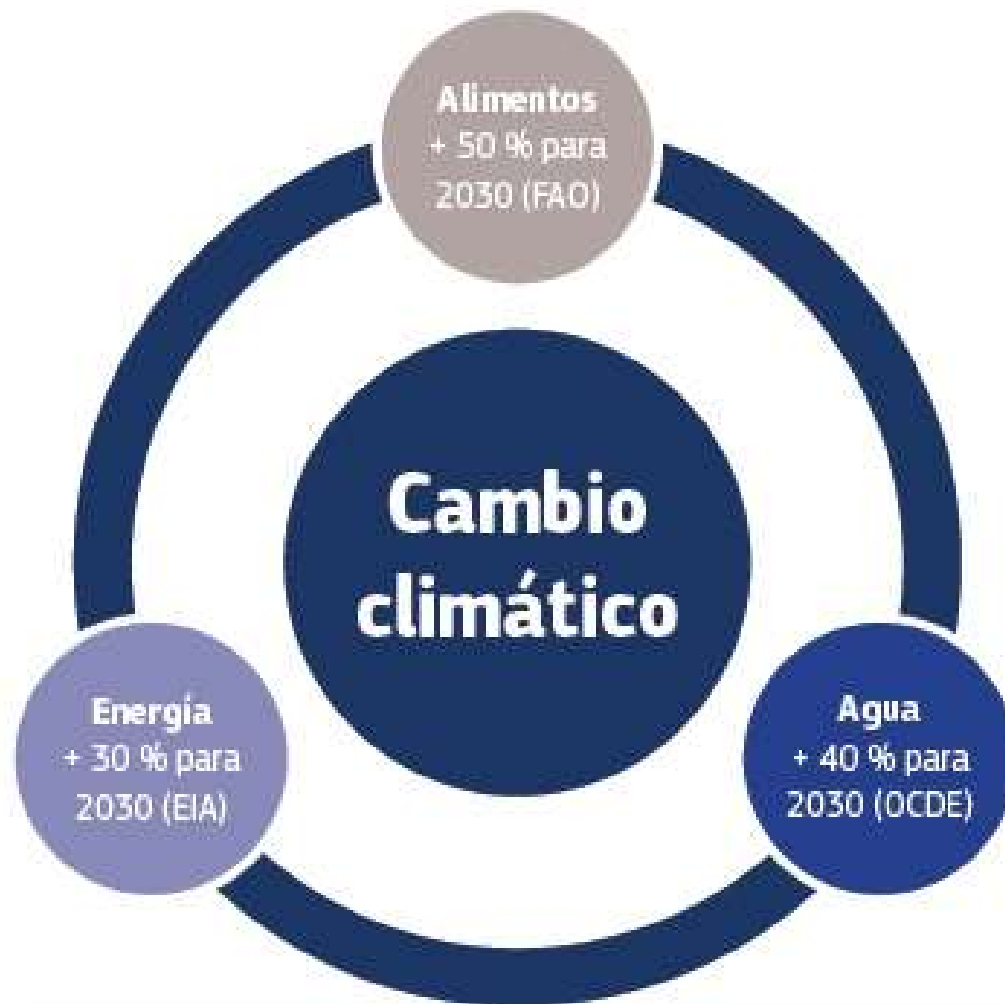 Alimentos
+ 50 % para
2030 (FAO)
Cambio
climático
Energía
+ 30 % para
2030 (EIA)
Agua
+ 40 % para
2030 (OCDE)